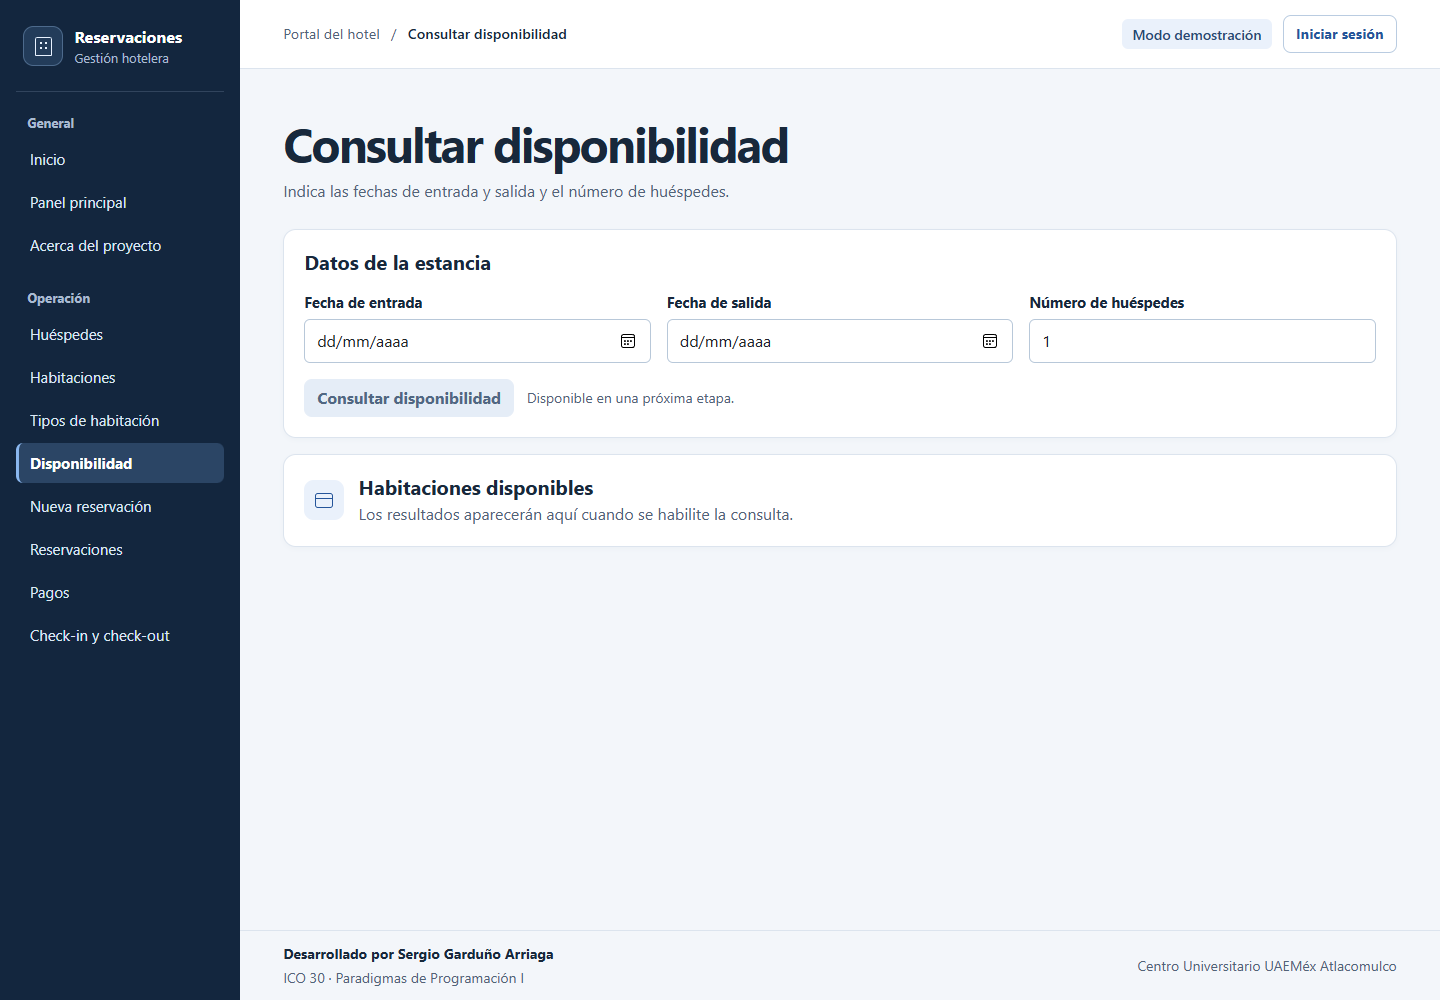 Reservaciones
Gestión hotelera
General
Inicio
Panel principal
Acerca del proyecto
Operación
Huéspedes
Habitaciones
Tipos de habitación
Disponibilidad
Nueva reservación
Reservaciones
Pagos
Check-in y check-out
Portal del hotel / Consultar disponibilidad
Modo demostración
Iniciar sesión
Consultar disponibilidad
Indica las fechas de entrada y salida y el número de huéspedes.
Datos de la estancia
Fecha de entrada
dd/mm/aaaa
Fecha de salida
dd/mm/aaaa
Número de huéspedes
1
Consultar disponibilidad
Disponible en una próxima etapa.
Habitaciones disponibles
Los resultados aparecerán aquí cuando se habilite la consulta.
Desarrollado por Sergio Garduño Arriaga
ICO 30 · Paradigmas de Programación I
Centro Universitario UAEMéx Atlacomulco